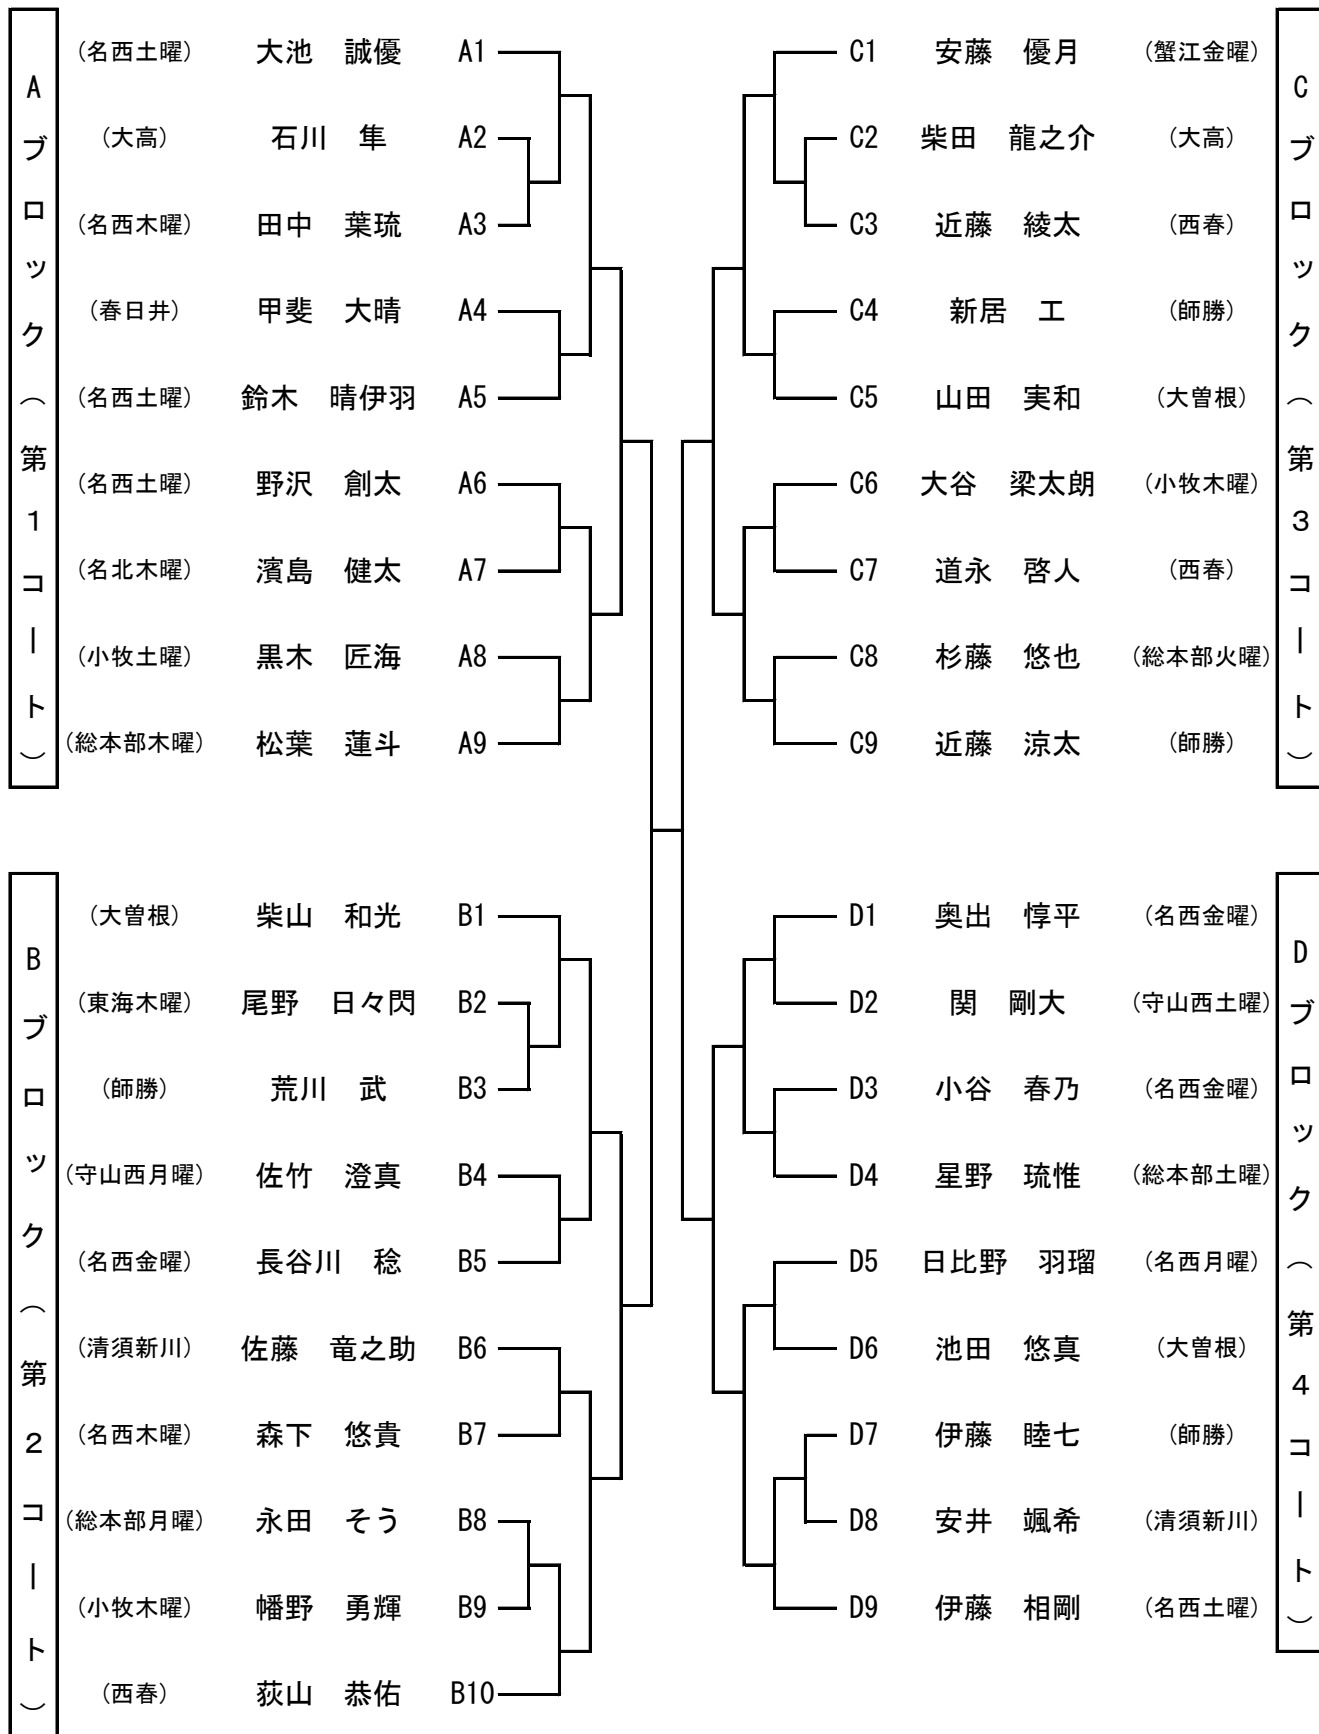 Aブロック（第1コート）
（名西土曜） 大池　誠優 A1
（大高） 石川　隼 A2
（名西木曜） 田中　葉琉 A3
（春日井） 甲斐　大晴 A4
（名西土曜） 鈴木　晴伊羽 A5
（名西土曜） 野沢　創太 A6
（名北木曜） 濱島　健太 A7
（小牧土曜） 黒木　匠海 A8
（総本部木曜） 松葉　蓮斗 A9
Bブロック（第2コート）
（大曽根） 柴山　和光 B1
（東海木曜） 尾野　日々閃 B2
（師勝） 荒川　武 B3
（守山西月曜） 佐竹　澄真 B4
（名西金曜） 長谷川　稔 B5
（清須新川） 佐藤　竜之助 B6
（名西木曜） 森下　悠貴 B7
（総本部月曜） 永田　そう B8
（小牧木曜） 幡野　勇輝 B9
（西春） 荻山　恭佑 B10
Cブロック（第3コート）
C1 安藤　優月 （蟹江金曜）
C2 柴田　龍之介 （大高）
C3 近藤　綾太 （西春）
C4 新居　工 （師勝）
C5 山田　実和 （大曽根）
C6 大谷　梁太朗 （小牧木曜）
C7 道永　啓人 （西春）
C8 杉藤　悠也 （総本部火曜）
C9 近藤　涼太 （師勝）
Dブロック（第4コート）
D1 奥出　惇平 （名西金曜）
D2 関　剛大 （守山西土曜）
D3 小谷　春乃 （名西金曜）
D4 星野　琉惟 （総本部土曜）
D5 日比野　羽瑠 （名西月曜）
D6 池田　悠真 （大曽根）
D7 伊藤　睦七 （師勝）
D8 安井　颯希 （清須新川）
D9 伊藤　相剛 （名西土曜）